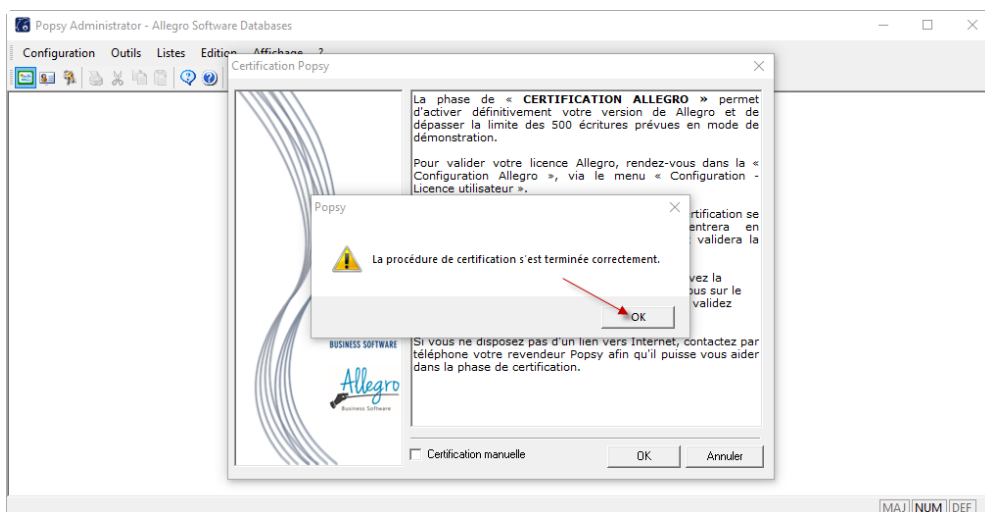 Popsy Administrator - Allegro Software Databases
Configuration Outils Listes Edition Affichage ?
Certification Popsy
La phase de « CERTIFICATION ALLEGRO » permet
d'activer définitivement votre version de Allegro et de
dépasser la limite des 500 écritures prévues en mode de
démonstration.
Pour valider votre licence Allegro, rendez-vous dans la «
Configuration Allegro », via le menu « Configuration -
Licence utilisateur ».
Popsy
rtification se
entrera en
validera la
La procédure de certification s'est terminée correctement.
vez la
ous sur le
validez
OK
BUSINESS SOFTWARE
Si vous ne disposez pas d'un lien vers Internet, contactez par
téléphone votre revendeur Popsy afin qu'il puisse vous aider
dans la phase de certification.
Allegro
Business Software
Certification manuelle
OK
Annuler
MAJ NUM DEF